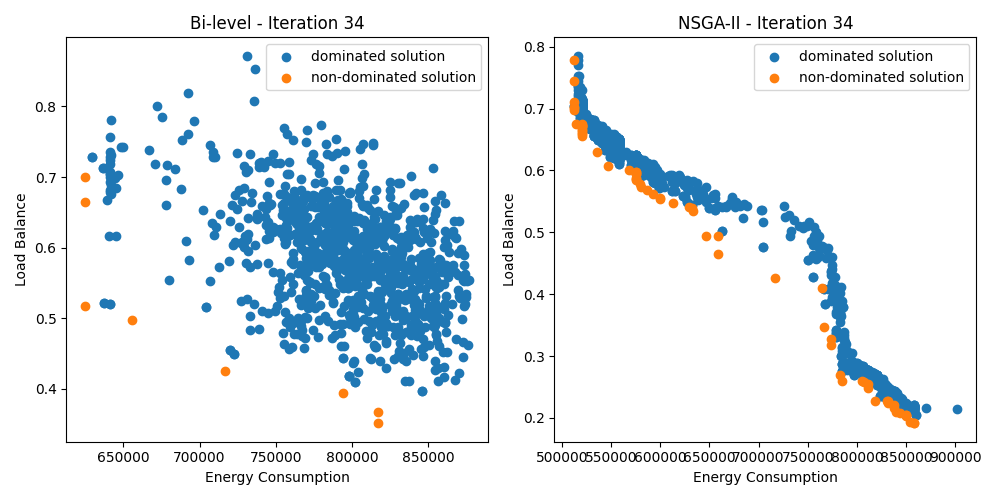 Bi-level - Iteration 34
dominated solution
non-dominated solution
Load Balance
0.8
0.7
0.6
0.5
0.4
650000 700000 750000 800000 850000
Energy Consumption
NSGA-II - Iteration 34
dominated solution
non-dominated solution
Load Balance
0.8
0.7
0.6
0.5
0.4
0.3
0.2
500000 550000 600000 650000 700000 750000 800000 850000 900000
Energy Consumption